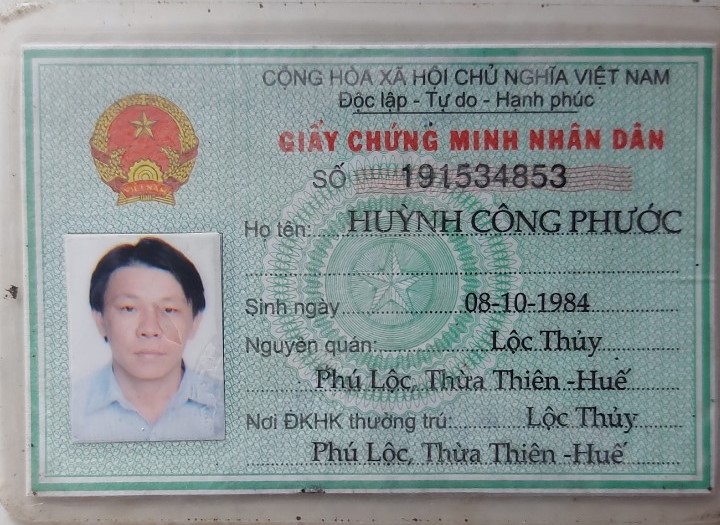 CỘNG HÒA XÃ HỘI CHỦ NGHĨA VIỆT NAM
Độc lập - Tự do - Hạnh phúc
GIẤY CHỨNG MINH NHÂN DÂN
SỐ 191534853
Họ tên: HUỲNH CÔNG PHƯỚC
Sinh ngày 08-10-1984
Nguyên quán: Lộc Thủy
Phú Lộc, Thừa Thiên -Huế
Nơi ĐKHK thường trú: Lộc Thủy
Phú Lộc, Thừa Thiên -Huế
VIỆT NAM